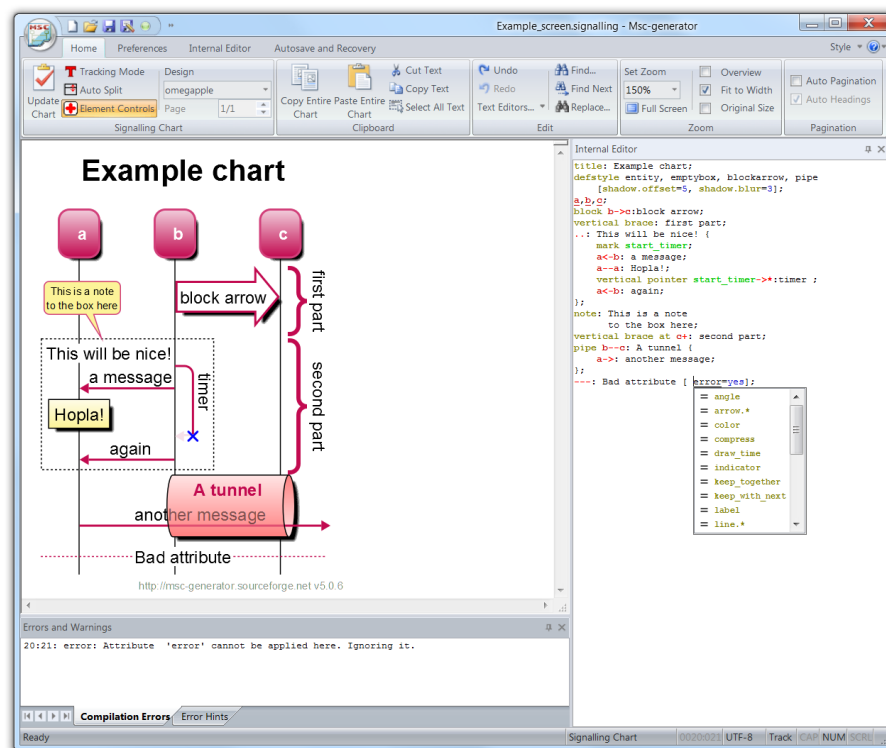 Example_screen.signalling - Msc-generator
MSC
Home Preferences Internal Editor Autosave and Recovery Style
Update Chart
Tracking Mode
Auto Split
Element Controls
Design
omegapple
Page 1/1
Signalling Chart
Copy Entire Chart
Paste Entire Chart
Cut Text
Copy Text
Select All Text
Clipboard
Undo
Redo
Text Editors...
Find...
Find Next
Replace...
Edit
Set Zoom
150%
Full Screen
Overview
Fit to Width
Original Size
Zoom
Auto Pagination
Auto Headings
Pagination
Example chart
a b c
block arrow
first part
This is a note
to the box here
This will be nice!
a message
timer
Hopla!
again
second part
A tunnel
another message
Bad attribute
http://msc-generator.sourceforge.net v5.0.6
Internal Editor
title: Example chart;
defstyle entity, emptybox, blockarrow, pipe
[shadow.offset=5, shadow.blur=3];
a,b,c;
block b->c:block arrow;
vertical brace: first part;
..: This will be nice! {
mark start_timer;
a<-b: a message;
a--a: Hopla!;
vertical pointer start_timer->*:timer ;
a<-b: again;
};
note: This is a note
to the box here;
vertical brace at c+: second part;
pipe b--c: A tunnel {
a->: another message;
};
---: Bad attribute [ error=yes];
= angle
= arrow.*
= color
= compress
= draw_time
= indicator
= keep_together
= keep_with_next
= label
= line.*
Errors and Warnings
20:21: error: Attribute 'error' cannot be applied here. Ignoring it.
Compilation Errors Error Hints
Ready Signalling Chart 0020:021 UTF-8 Track CAP NUM SCRL